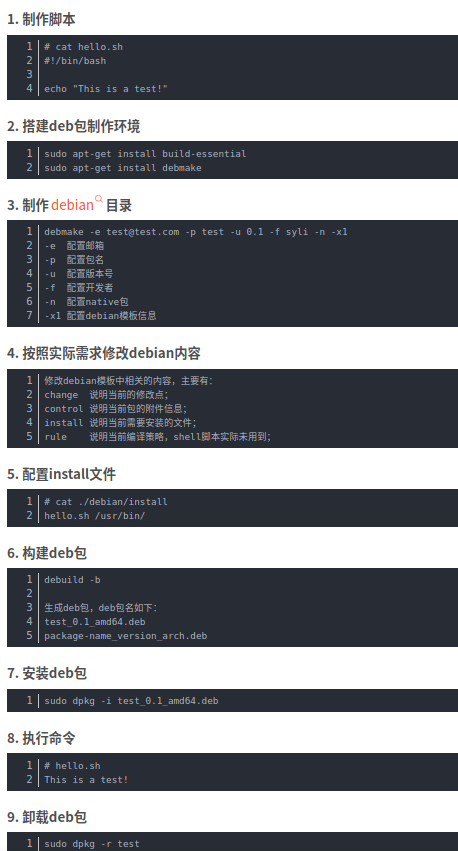 1. 制作脚本
1 # cat hello.sh
2 #!/bin/bash
3
4 echo "This is a test!"
2. 搭建deb包制作环境
1 sudo apt-get install build-essential
2 sudo apt-get install debmake
3. 制作 debian 目录
1 debmake -e test@test.com -p test -u 0.1 -f syli -n -x1
2 -e  配置邮箱
3 -p  配置包名
4 -u  配置版本号
5 -f  配置开发者
6 -n  配置native包
7 -x1 配置debian模板信息
4. 按照实际需求修改debian内容
1 修改debian模板中相关的内容，主要有：
2 change  说明当前的修改点；
3 control 说明当前包的附件信息；
4 install 说明当前需要安装的文件；
5 rule    说明当前编译策略，shell脚本实际未用到；
5. 配置install文件
1 # cat ./debian/install
2 hello.sh /usr/bin/
6. 构建deb包
1 debuild -b
2
3 生成deb包，deb包名如下：
4 test_0.1_amd64.deb
5 package-name_version_arch.deb
7. 安装deb包
1 sudo dpkg -i test_0.1_amd64.deb
8. 执行命令
1 # hello.sh
2 This is a test!
9. 卸载deb包
1 sudo dpkg -r test